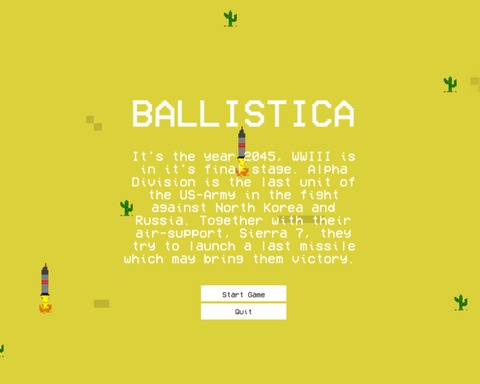 BALLISTICA
It's the year 2045, WWIII is
in it's final stage. Alpha
Division is the last unit of
the US-Army in the fight
against North Korea and
Russia. Together with their
air-support, Sierra 7, they
try to launch a last missile
which may bring them victory.
Start Game
Quit